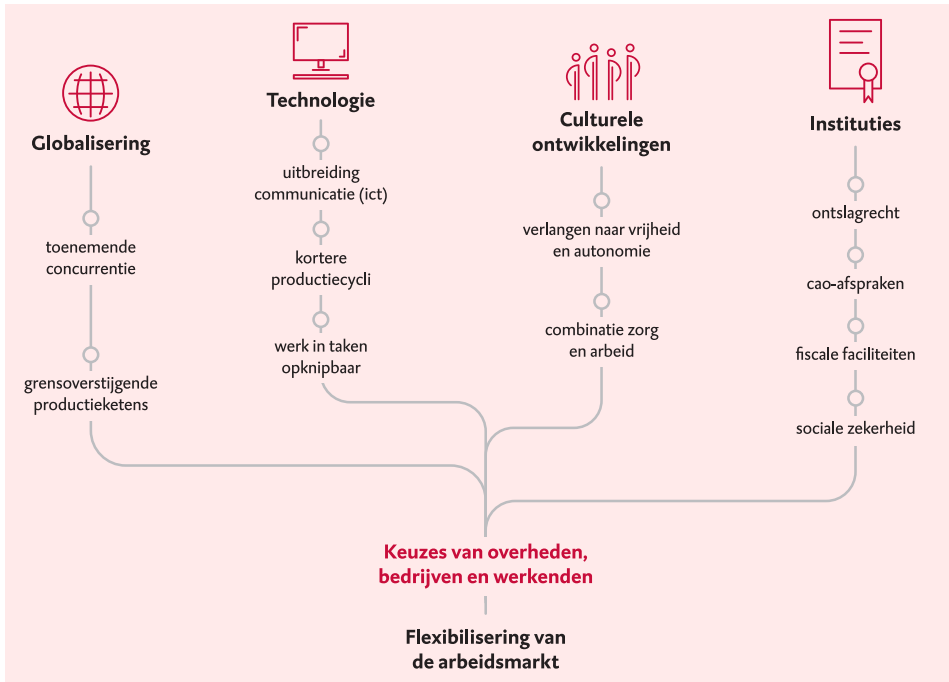 Globalisering
toenemende
concurrentie
grensoverstijgende
productieketens
Technologie
uitbreiding
communicatie (ict)
kortere
productiecycli
werk in taken
opknipbaar
Culturele
ontwikkelingen
verlangen naar vrijheid
en autonomie
combinatie zorg
en arbeid
Instituties
ontslagrecht
cao-afspraken
fiscale faciliteiten
sociale zekerheid
Keuzes van overheden,
bedrijven en werkenden
Flexibilisering van
de arbeidsmarkt